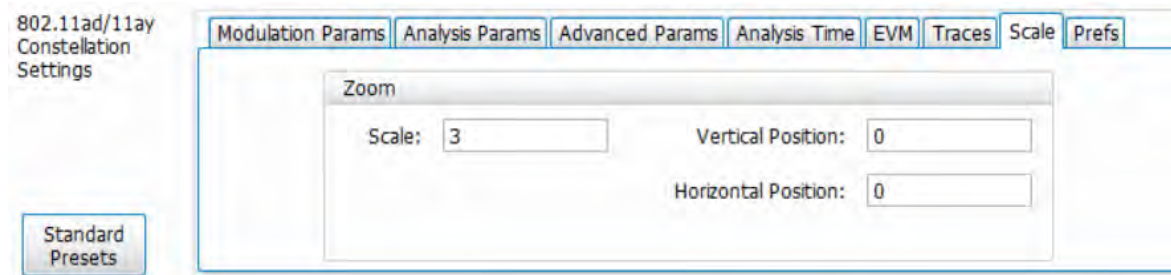 802.11ad/11ay
Constellation
Settings
Modulation Params Analysis Params Advanced Params Analysis Time EVM Traces Scale Prefs
Zoom
Scale: 3 Vertical Position: 0
Horizontal Position: 0
Standard
Presets